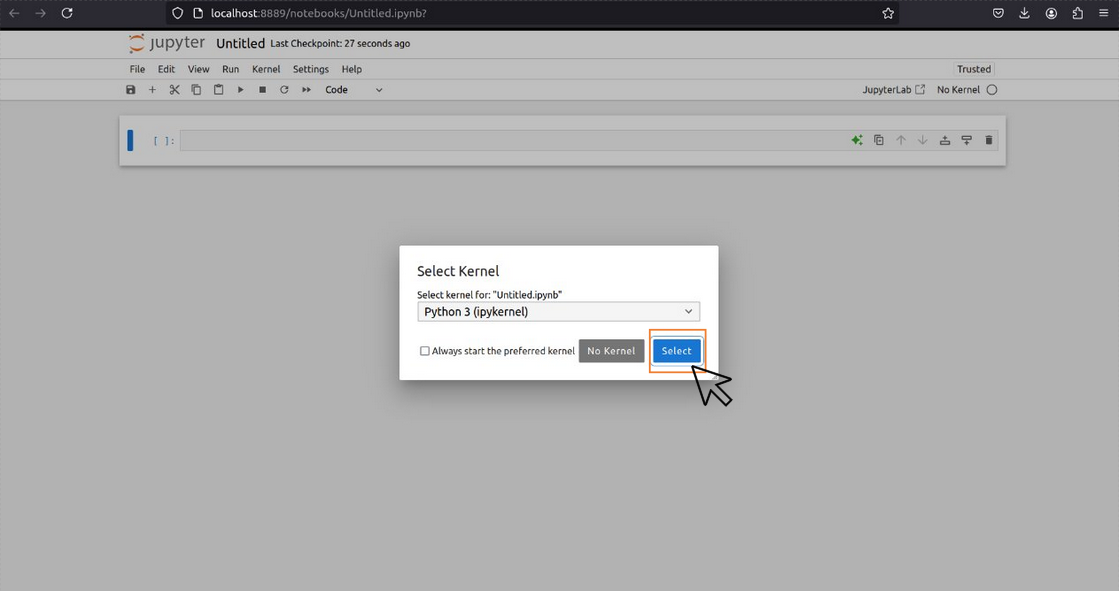 localhost:8889/notebooks/Untitled.ipynb?
jupyter Untitled Last Checkpoint: 27 seconds ago
File Edit View Run Kernel Settings Help Trusted
Code JupyterLab No Kernel
[ ]:
Select Kernel
Select kernel for: "Untitled.ipynb"
Python 3 (ipykernel)
Always start the preferred kernel No Kernel Select